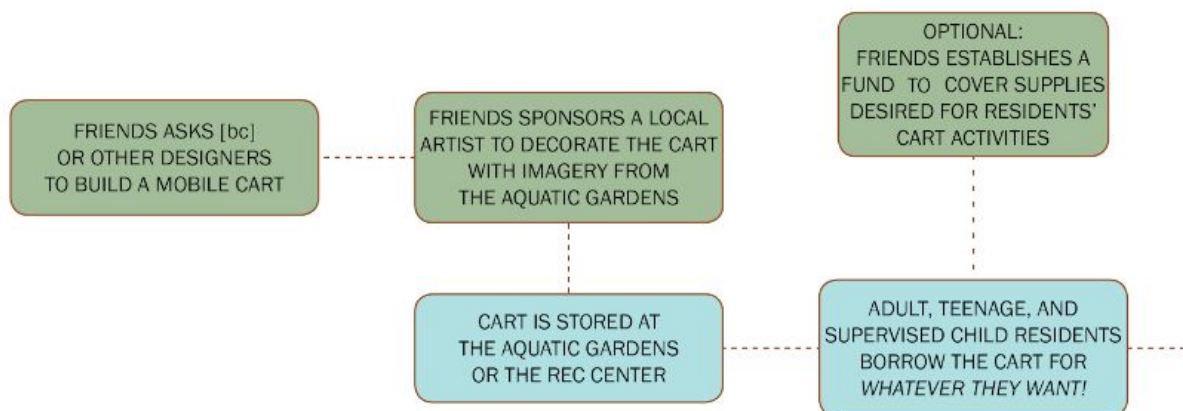 FRIENDS ASKS [bc]
OR OTHER DESIGNERS
TO BUILD A MOBILE CART
FRIENDS SPONSORS A LOCAL
ARTIST TO DECORATE THE CART
WITH IMAGERY FROM
THE AQUATIC GARDENS
OPTIONAL:
FRIENDS ESTABLISHES A
FUND TO COVER SUPPLIES
DESIRED FOR RESIDENTS'
CART ACTIVITIES
CART IS STORED AT
THE AQUATIC GARDENS
OR THE REC CENTER
ADULT, TEENAGE, AND
SUPERVISED CHILD RESIDENTS
BORROW THE CART FOR
WHATEVER THEY WANT!